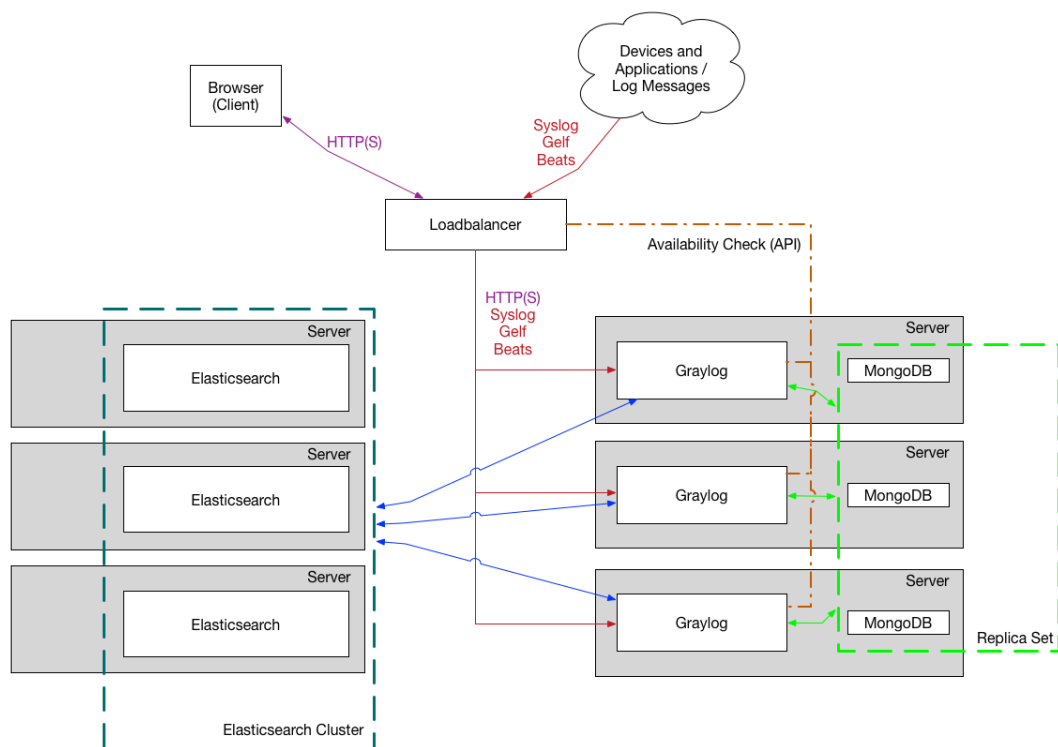 Devices and
Applications /
Log Messages
Browser
(Client)
HTTP(S)
Syslog
Gelf
Beats
Loadbalancer
Availability Check (API)
HTTP(S)
Syslog
Gelf
Beats
Server
Elasticsearch
Server
Elasticsearch
Server
Elasticsearch
Elasticsearch Cluster
Server
Graylog
MongoDB
Server
Graylog
MongoDB
Server
Graylog
MongoDB
Replica Set